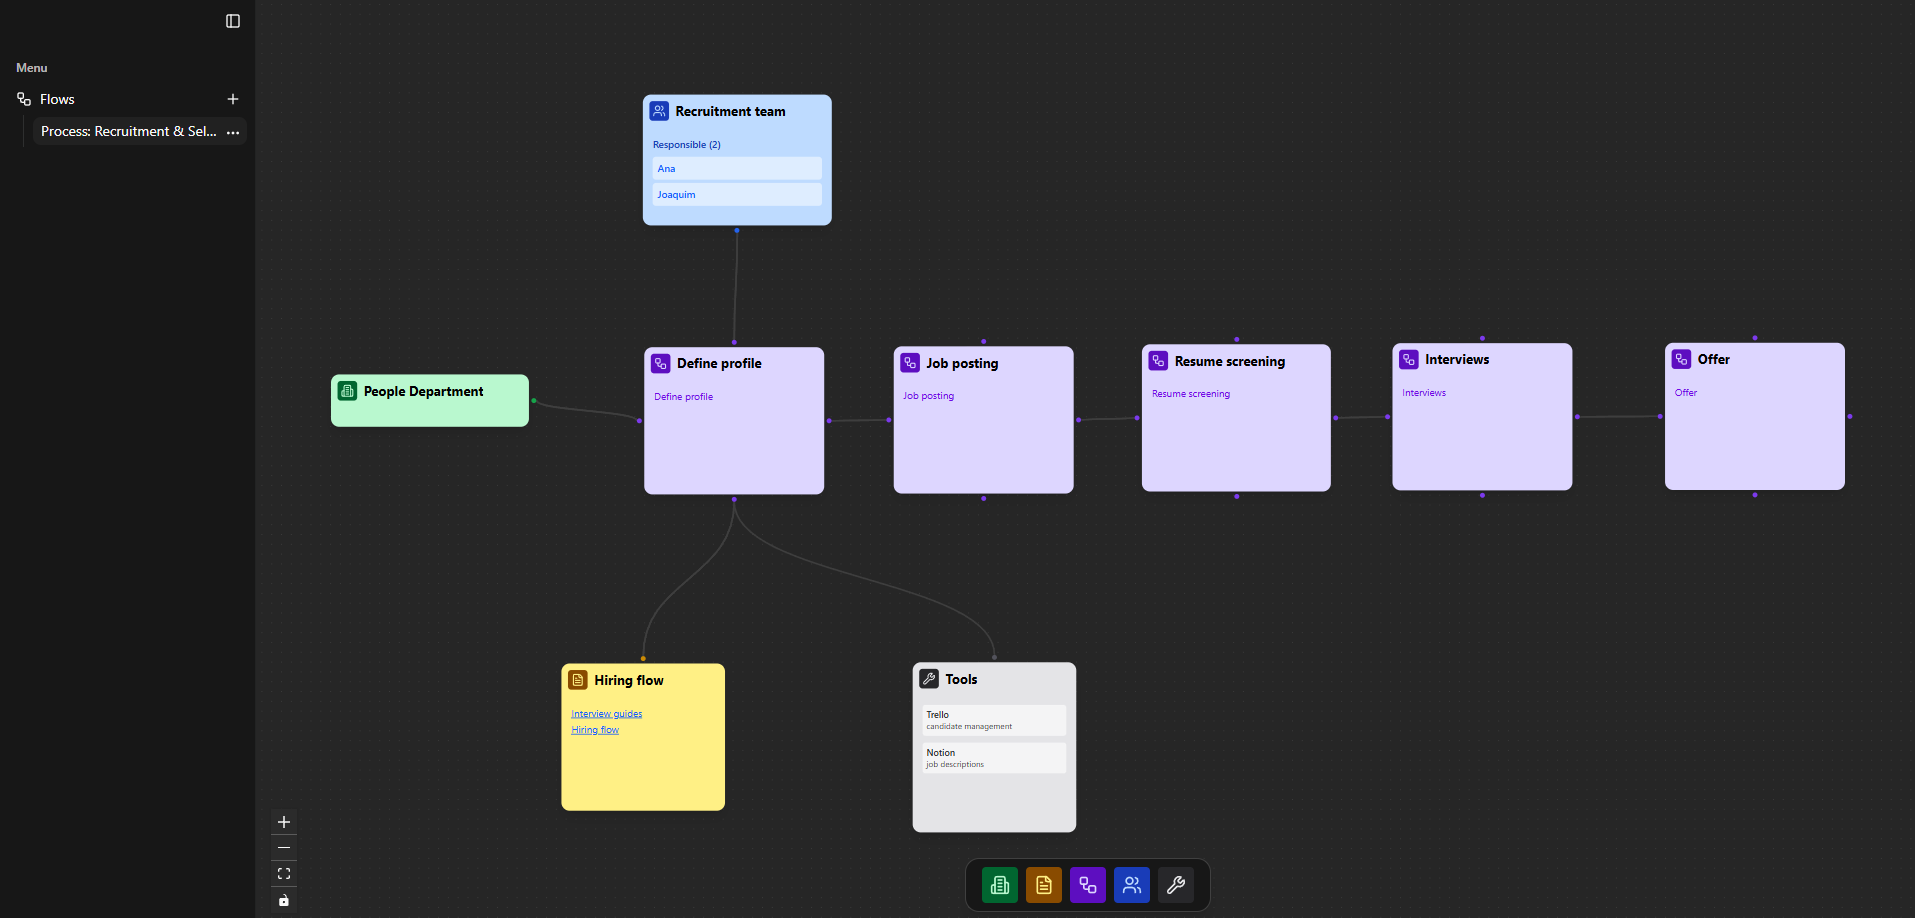 Menu
Flows
Process: Recruitment & Sel...
Recruitment team
Responsible (2)
Ana
Joaquim
People Department
Define profile
Define profile
Job posting
Job posting
Resume screening
Resume screening
Interviews
Interviews
Offer
Offer
Hiring flow
Interview guides
Hiring flow
Tools
Trello
candidate management
Notion
job descriptions